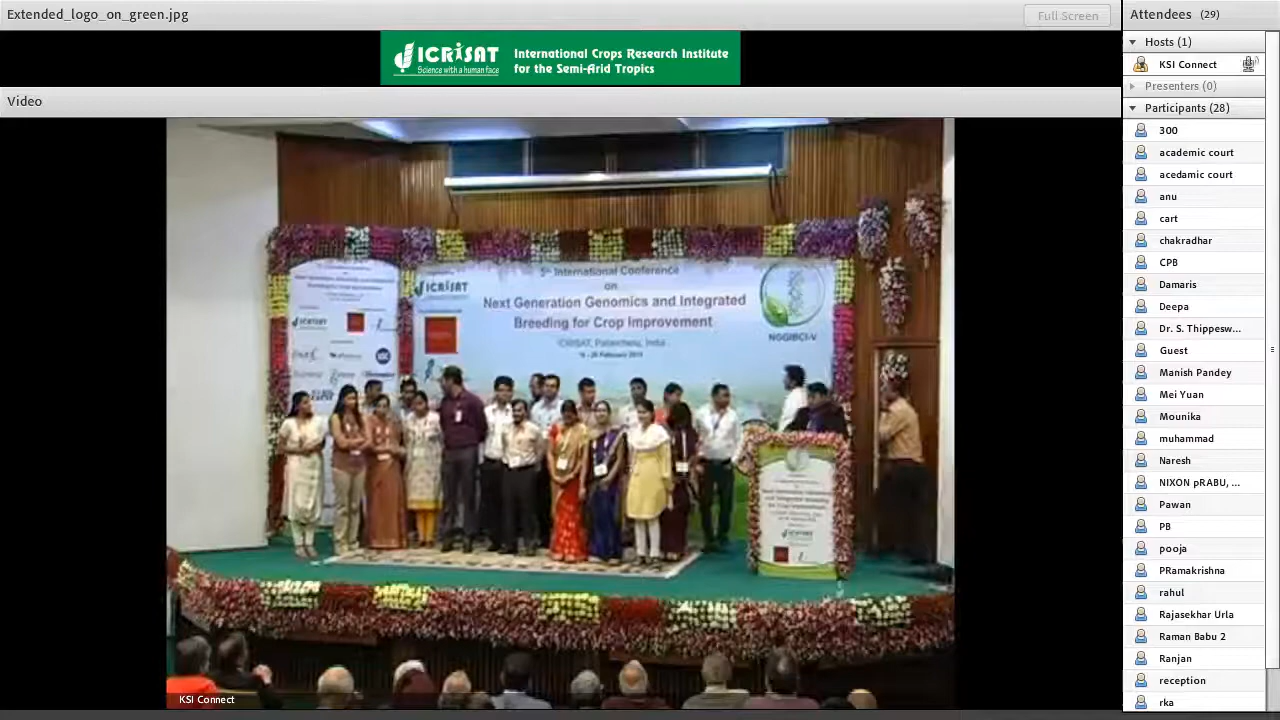 Extended_logo_on_green.jpg
Full Screen
ICRISAT
Science with a human face
International Crops Research Institute
for the Semi-Arid Tropics
Video
5th International Conference
on
Next Generation Genomics and Integrated
Breeding for Crop Improvement
ICRISAT, Patancheru, India
ICRISAT
NGGIBCI-V
ICRISAT
KSI Connect
Attendees (29)
Hosts (1)
KSI Connect
Presenters (0)
Participants (28)
300
academic court
acedamic court
anu
cart
chakradhar
CPB
Damaris
Deepa
Dr. S. Thippesw...
Guest
Manish Pandey
Mei Yuan
Mounika
muhammad
Naresh
NIXON pRABU, ...
Pawan
PB
pooja
PRamakrishna
rahul
Rajasekhar Urla
Raman Babu 2
Ranjan
reception
rka